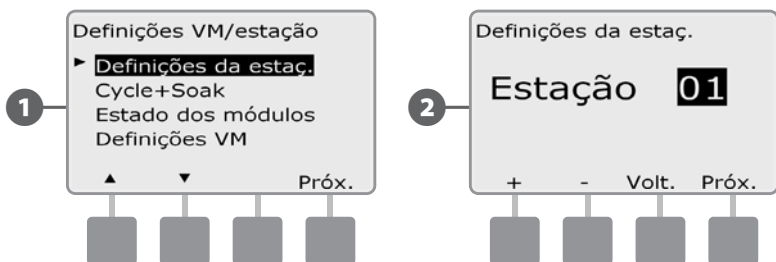 1
Definições VM/estação
► Definições da estaç.
Cycle+Soak
Estado dos módulos
Definições VM
▲ ▼ Próx.
2
Definições da estaç.
Estação 01
+ - Volt. Próx.